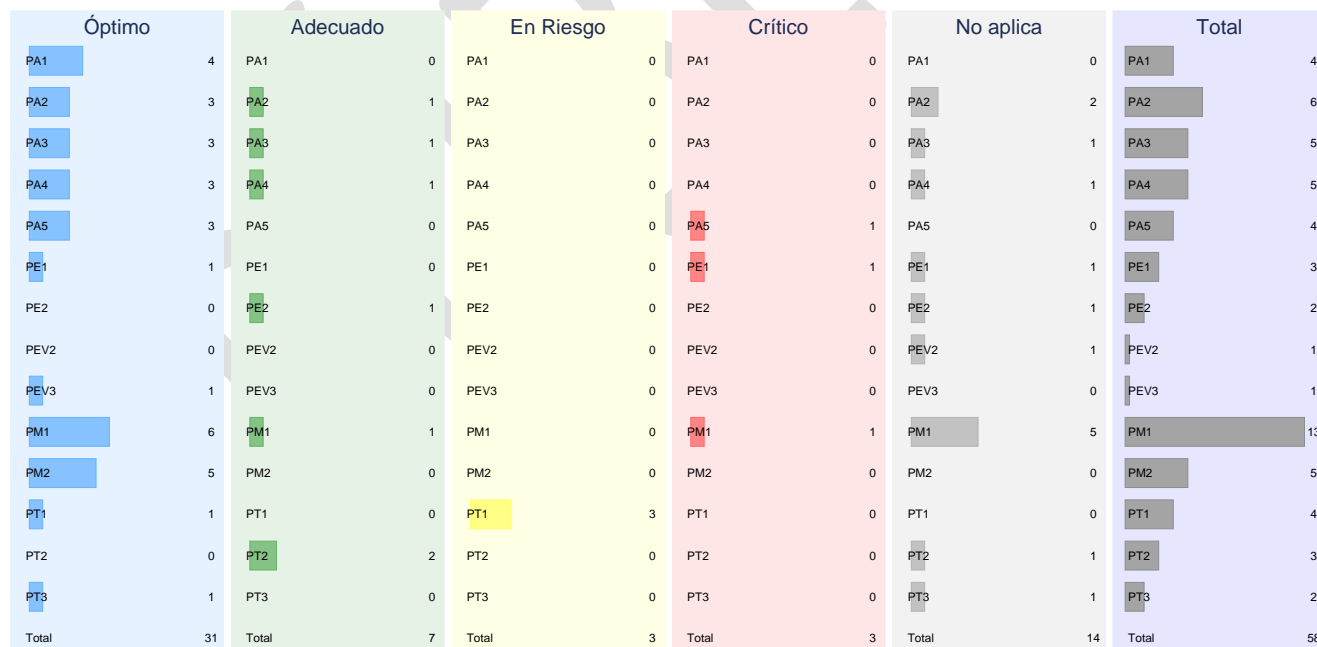 Óptimo Adecuado En Riesgo Crítico No aplica Total
PA1 4 PA1 0 PA1 0 PA1 0 PA1 0 PA1 4
PA2 3 PA2 1 PA2 0 PA2 0 PA2 2 PA2 6
PA3 3 PA3 1 PA3 0 PA3 0 PA3 1 PA3 5
PA4 3 PA4 1 PA4 0 PA4 0 PA4 1 PA4 5
PA5 3 PA5 0 PA5 0 PA5 1 PA5 0 PA5 4
PE1 1 PE1 0 PE1 0 PE1 1 PE1 1 PE1 3
PE2 0 PE2 1 PE2 0 PE2 0 PE2 1 PE2 2
PEV2 0 PEV2 0 PEV2 0 PEV2 0 PEV2 1 PEV2 1
PEV3 1 PEV3 0 PEV3 0 PEV3 0 PEV3 0 PEV3 1
PM1 6 PM1 1 PM1 0 PM1 1 PM1 5 PM1 13
PM2 5 PM2 0 PM2 0 PM2 0 PM2 0 PM2 5
PT1 1 PT1 0 PT1 3 PT1 0 PT1 0 PT1 4
PT2 0 PT2 2 PT2 0 PT2 0 PT2 1 PT2 3
PT3 1 PT3 0 PT3 0 PT3 0 PT3 1 PT3 2
Total 31 Total 7 Total 3 Total 3 Total 14 Total 58